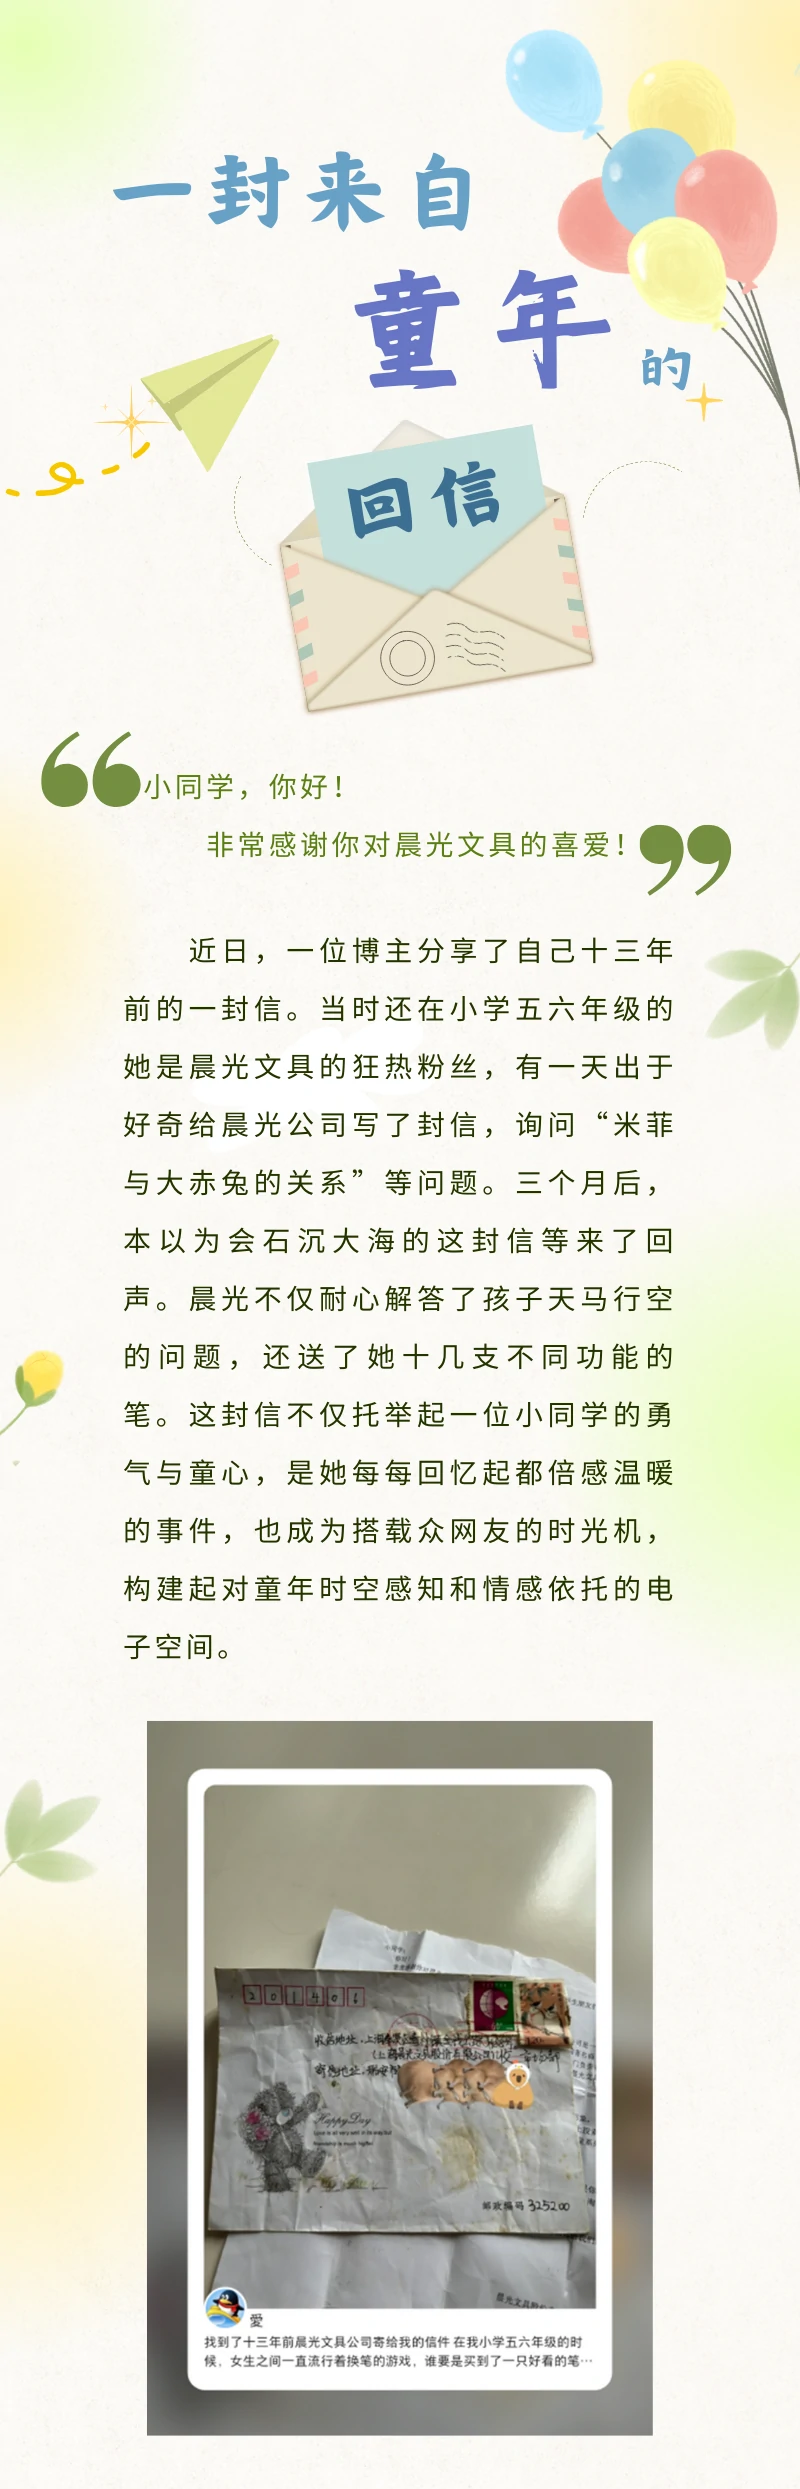 一封来自
童年的
回信
小同学，你好！
非常感谢你对晨光文具的喜爱！
近日，一位博主分享了自己十三年
前的一封信。当时还在小学五六年级的
她是晨光文具的狂热粉丝，有一天出于
好奇给晨光公司写了封信，询问“米菲
与大赤兔的关系”等问题。三个月后，
本以为会石沉大海的这封信等来了回
声。晨光不仅耐心解答了孩子天马行空
的问题，还送了她十几支不同功能的
笔。这封信不仅托举起一位小同学的勇
气与童心，是她每每回忆起都倍感温暖
的事件，也成为搭载众网友的时光机，
构建起对童年时空感知和情感依托的电
子空间。
小同学：
你好！
201406
收信地址：上海
寄信地址：
Happy Day
邮政编码 325200
晨光文具
愛
找到了十三年前晨光文具公司寄给我的信件 在我小学五六年级的时
候，女生之间一直流行着换笔的游戏，谁要是买到了一只好看的笔…